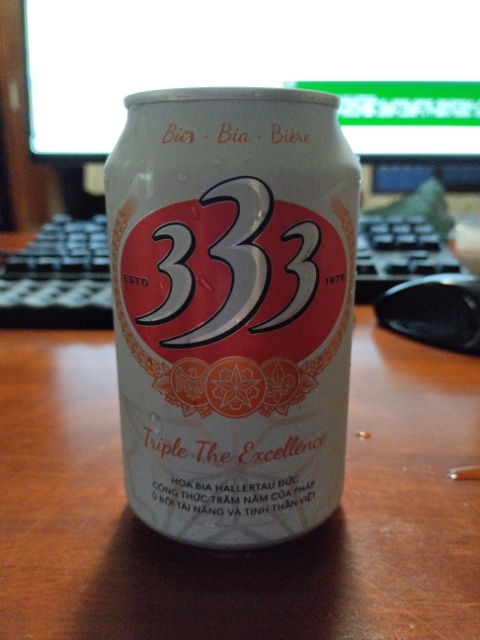 Bier - Bia - Bière
333
ESTD 1875
Triple The Excellence
HOA BIA HALLERTAU ĐỨC
CÔNG THỨC TRĂM NĂM CỦA PHÁP
Ủ BỞI TÀI NĂNG VÀ TINH THẦN VIỆT